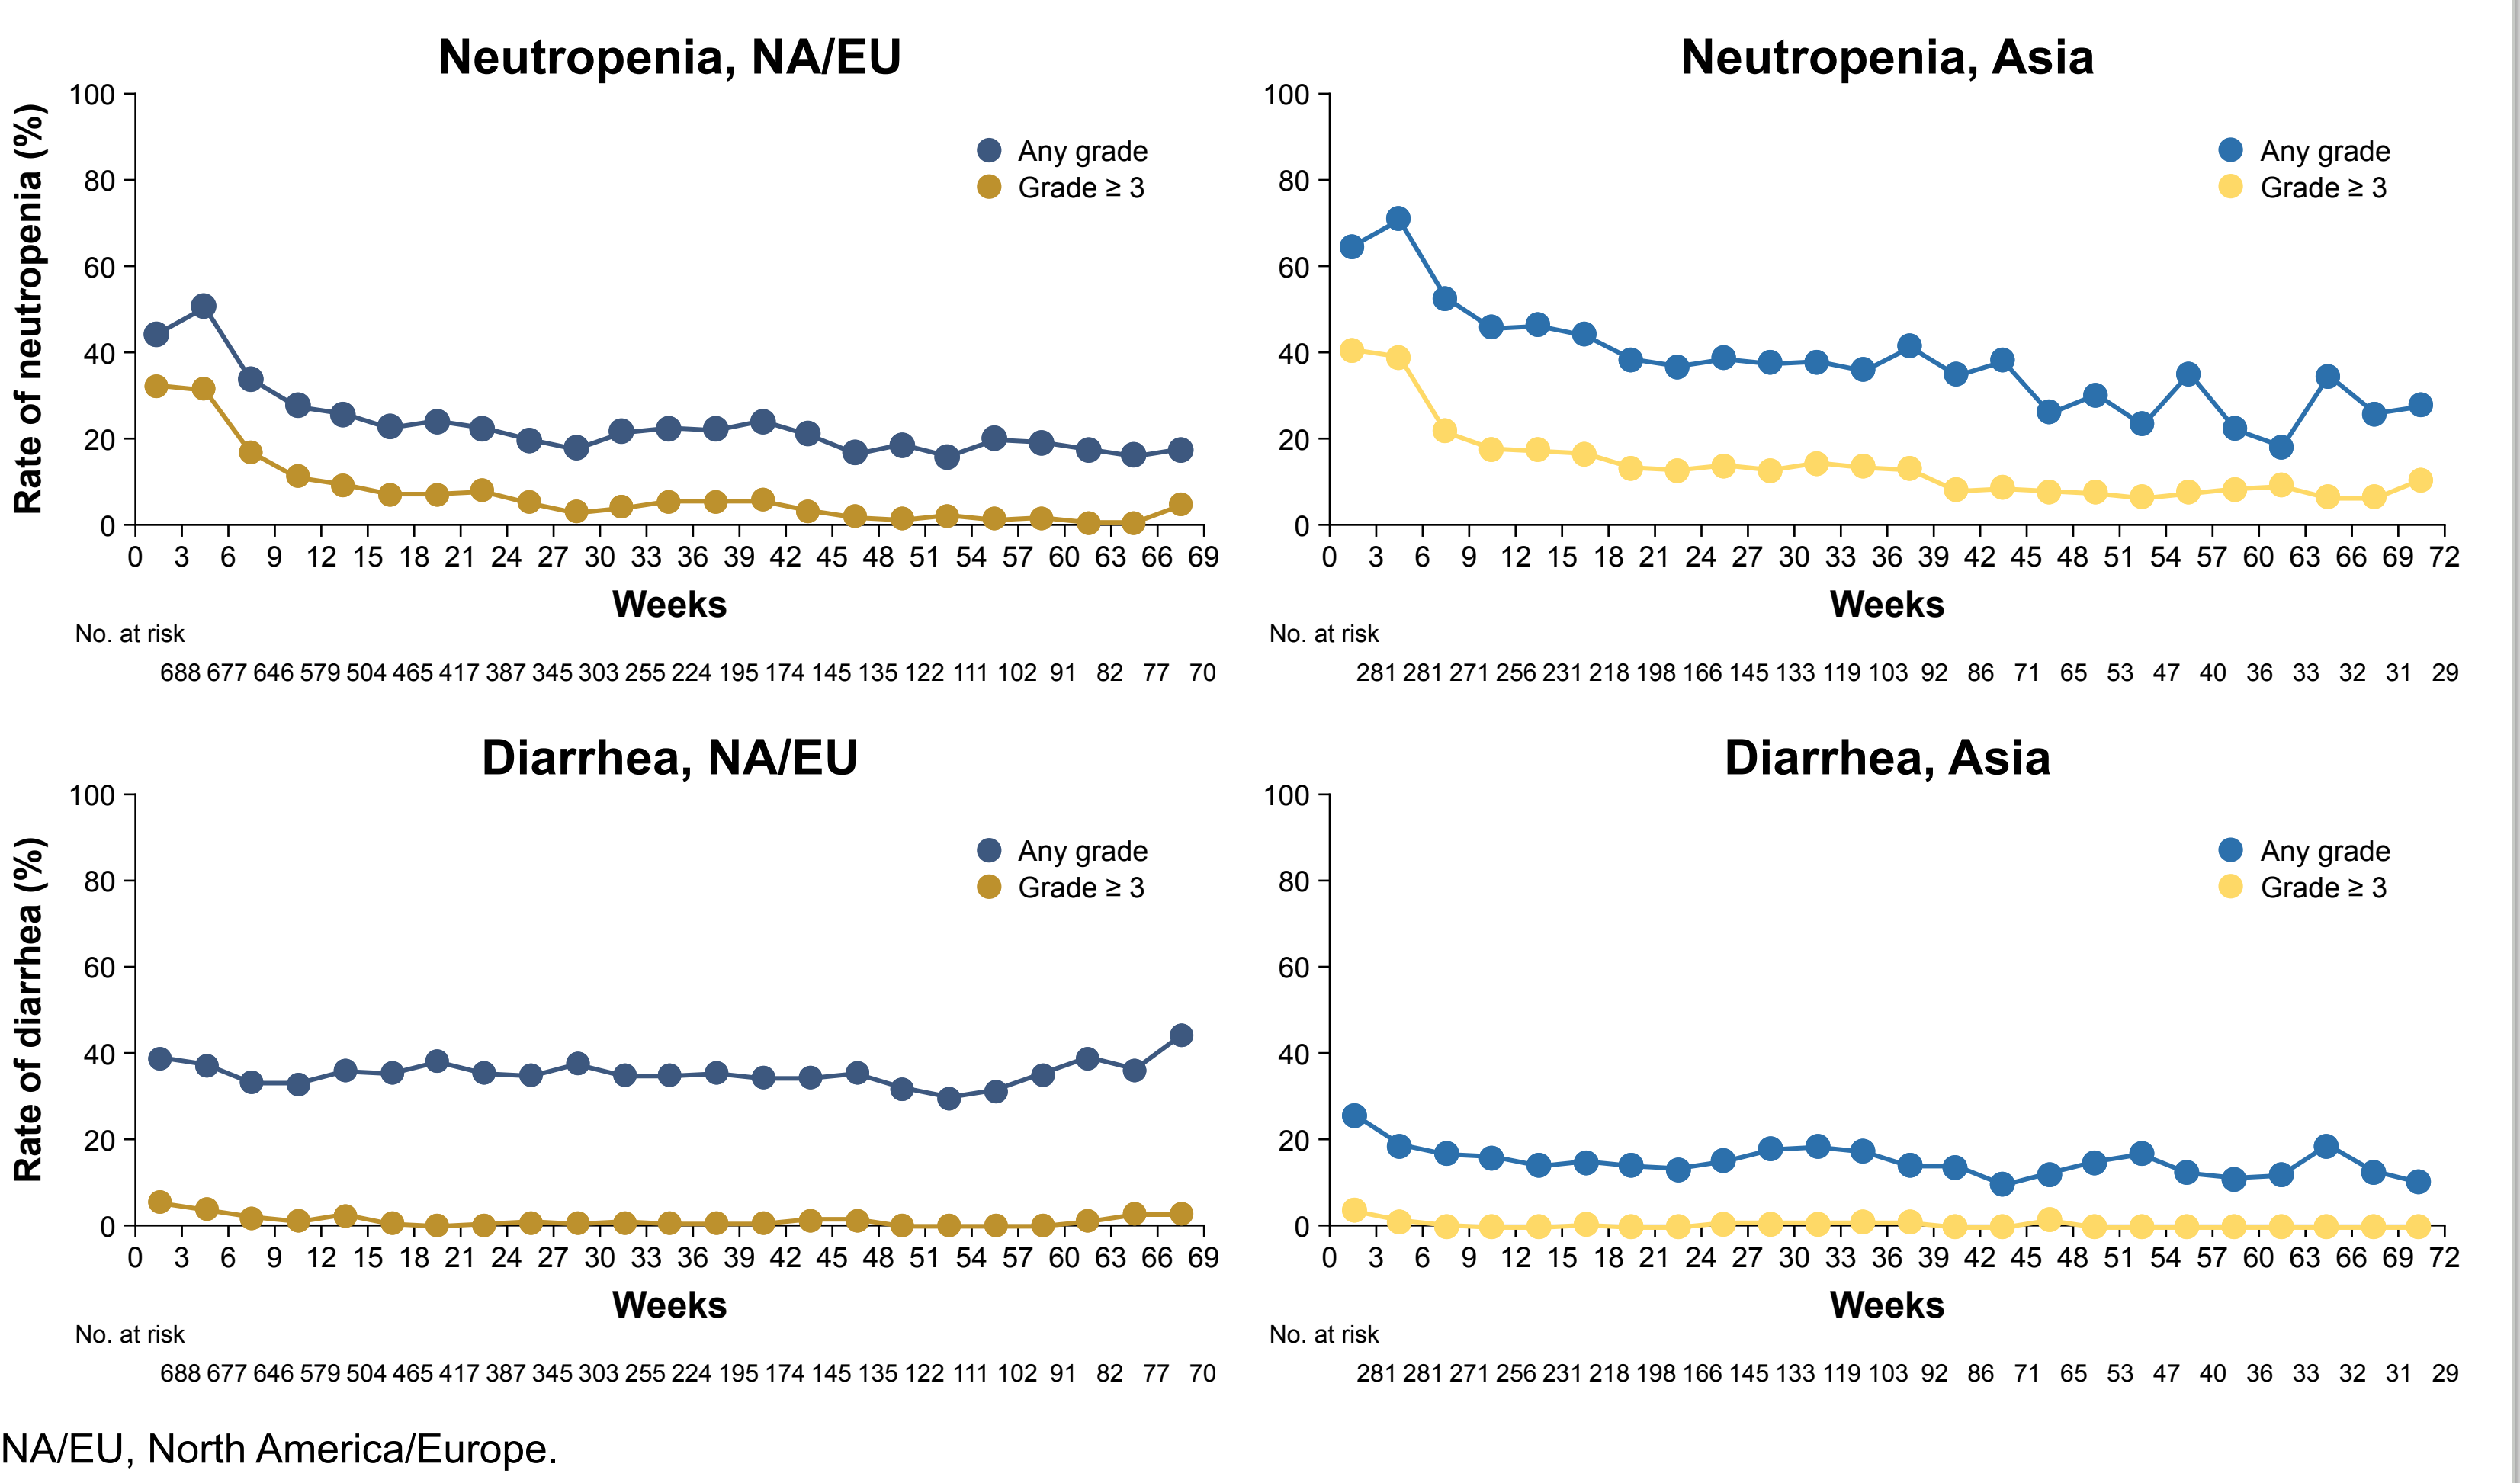 Neutropenia, NA/EU
Rate of neutropenia (%)
100
80
60
40
20
0
Any grade
Grade ≥ 3
0 3 6 9 12 15 18 21 24 27 30 33 36 39 42 45 48 51 54 57 60 63 66 69
Weeks
No. at risk
688 677 646 579 504 465 417 387 345 303 255 224 195 174 145 135 122 111 102 91 82 77 70
Neutropenia, Asia
100
80
60
40
20
0
Any grade
Grade ≥ 3
0 3 6 9 12 15 18 21 24 27 30 33 36 39 42 45 48 51 54 57 60 63 66 69 72
Weeks
No. at risk
281 281 271 256 231 218 198 166 145 133 119 103 92 86 71 65 53 47 40 36 33 32 31 29
Diarrhea, NA/EU
Rate of diarrhea (%)
100
80
60
40
20
0
Any grade
Grade ≥ 3
0 3 6 9 12 15 18 21 24 27 30 33 36 39 42 45 48 51 54 57 60 63 66 69
Weeks
No. at risk
688 677 646 579 504 465 417 387 345 303 255 224 195 174 145 135 122 111 102 91 82 77 70
Diarrhea, Asia
100
80
60
40
20
0
Any grade
Grade ≥ 3
0 3 6 9 12 15 18 21 24 27 30 33 36 39 42 45 48 51 54 57 60 63 66 69 72
Weeks
No. at risk
281 281 271 256 231 218 198 166 145 133 119 103 92 86 71 65 53 47 40 36 33 32 31 29
NA/EU, North America/Europe.